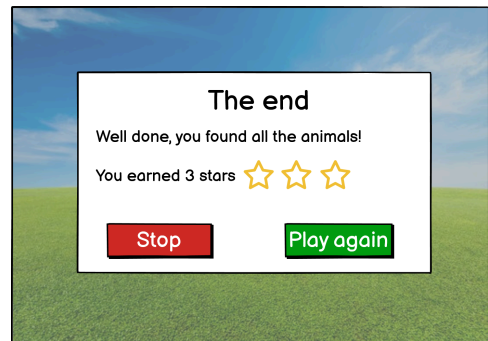 The end
Well done, you found all the animals!
You earned 3 stars
Stop
Play again